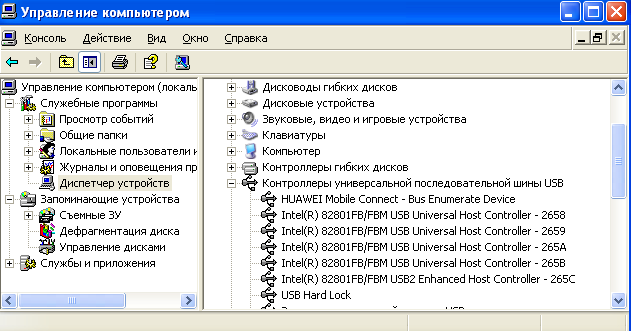 Управление компьютером
Консоль Действие Вид Окно Справка
Управление компьютером (локаль
Служебные программы
Просмотр событий
Общие папки
Локальные пользователи и
Журналы и оповещения пр
Диспетчер устройств
Запоминающие устройства
Съемные ЗУ
Дефрагментация диска
Управление дисками
Службы и приложения
Дисководы гибких дисков
Дисковые устройства
Звуковые, видео и игровые устройства
Клавиатуры
Компьютер
Контроллеры гибких дисков
Контроллеры универсальной последовательной шины USB
HUAWEI Mobile Connect - Bus Enumerate Device
Intel(R) 82801FB/FBM USB Universal Host Controller - 2658
Intel(R) 82801FB/FBM USB Universal Host Controller - 2659
Intel(R) 82801FB/FBM USB Universal Host Controller - 265A
Intel(R) 82801FB/FBM USB Universal Host Controller - 265B
Intel(R) 82801FB/FBM USB2 Enhanced Host Controller - 265C
USB Hard Lock